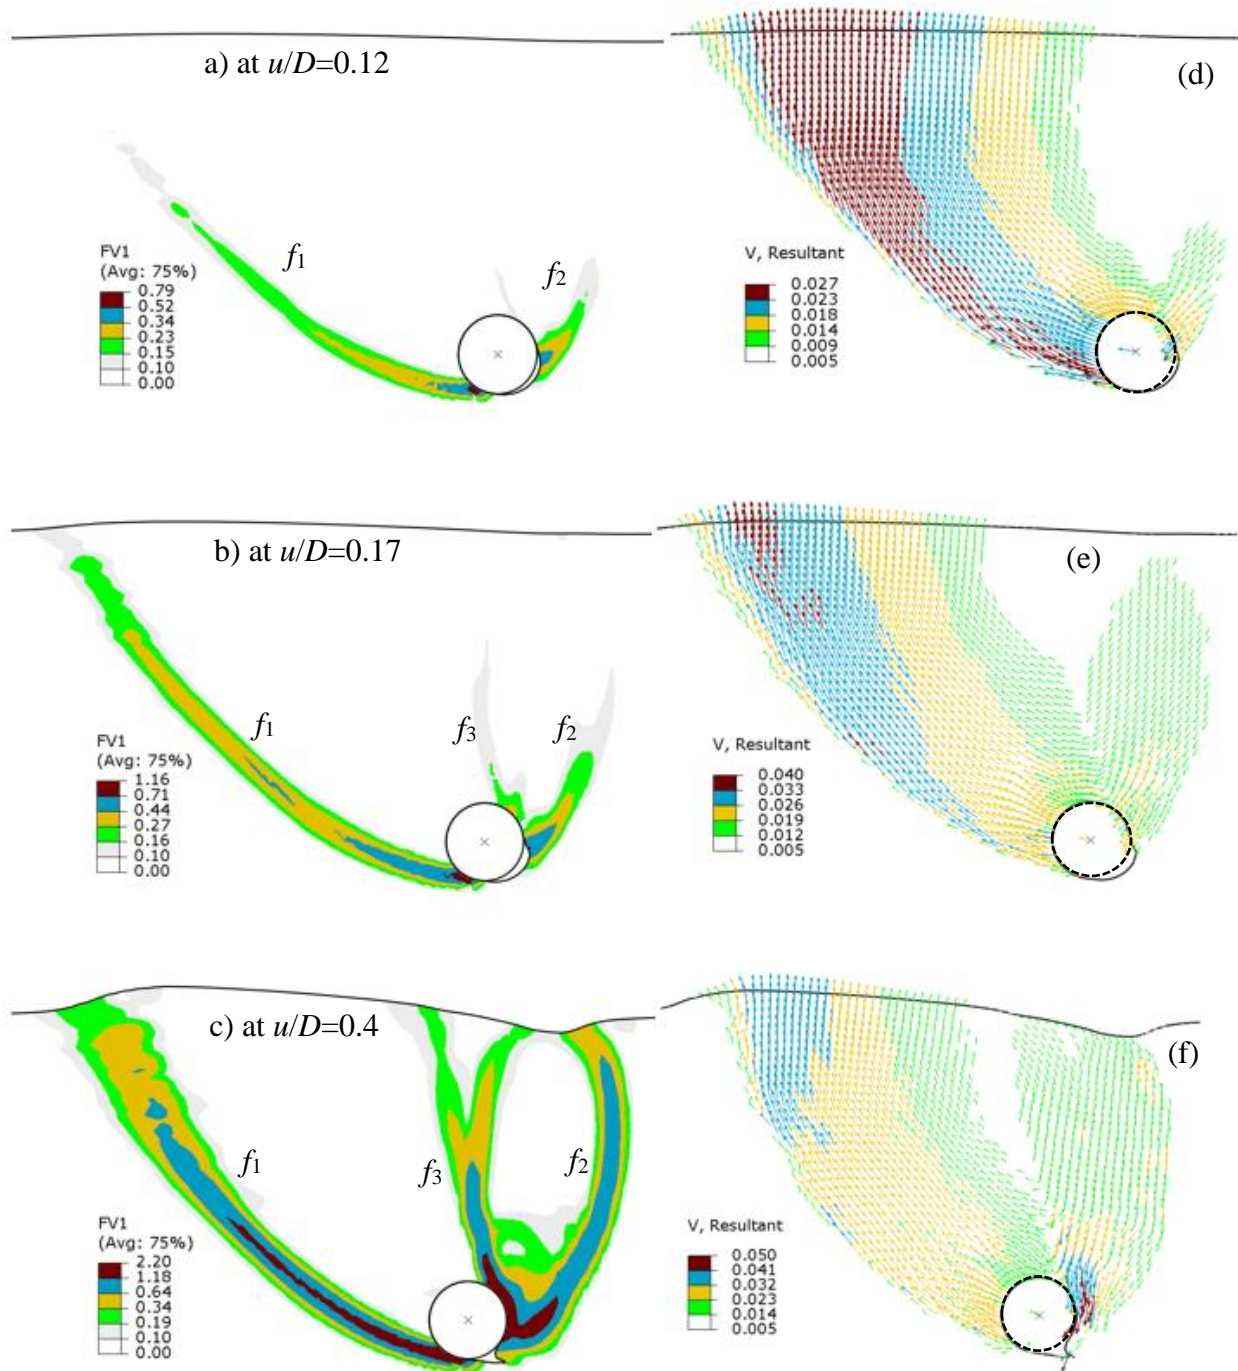 a) at u/D=0.12
(d)
f1
f2
FV1
(Avg: 75%)
0.79
0.52
0.34
0.23
0.15
0.10
0.00
V, Resultant
0.027
0.023
0.018
0.014
0.009
0.005
b) at u/D=0.17
(e)
f1
f3
f2
FV1
(Avg: 75%)
1.16
0.71
0.44
0.27
0.16
0.10
0.00
V, Resultant
0.040
0.033
0.026
0.019
0.012
0.005
c) at u/D=0.4
(f)
f1
f3
f2
FV1
(Avg: 75%)
2.20
1.18
0.64
0.34
0.19
0.10
0.00
V, Resultant
0.050
0.041
0.032
0.023
0.014
0.005